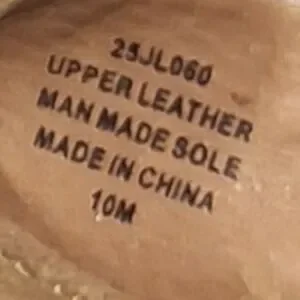 25JL060
UPPER LEATHER
MAN MADE SOLE
MADE IN CHINA
10M